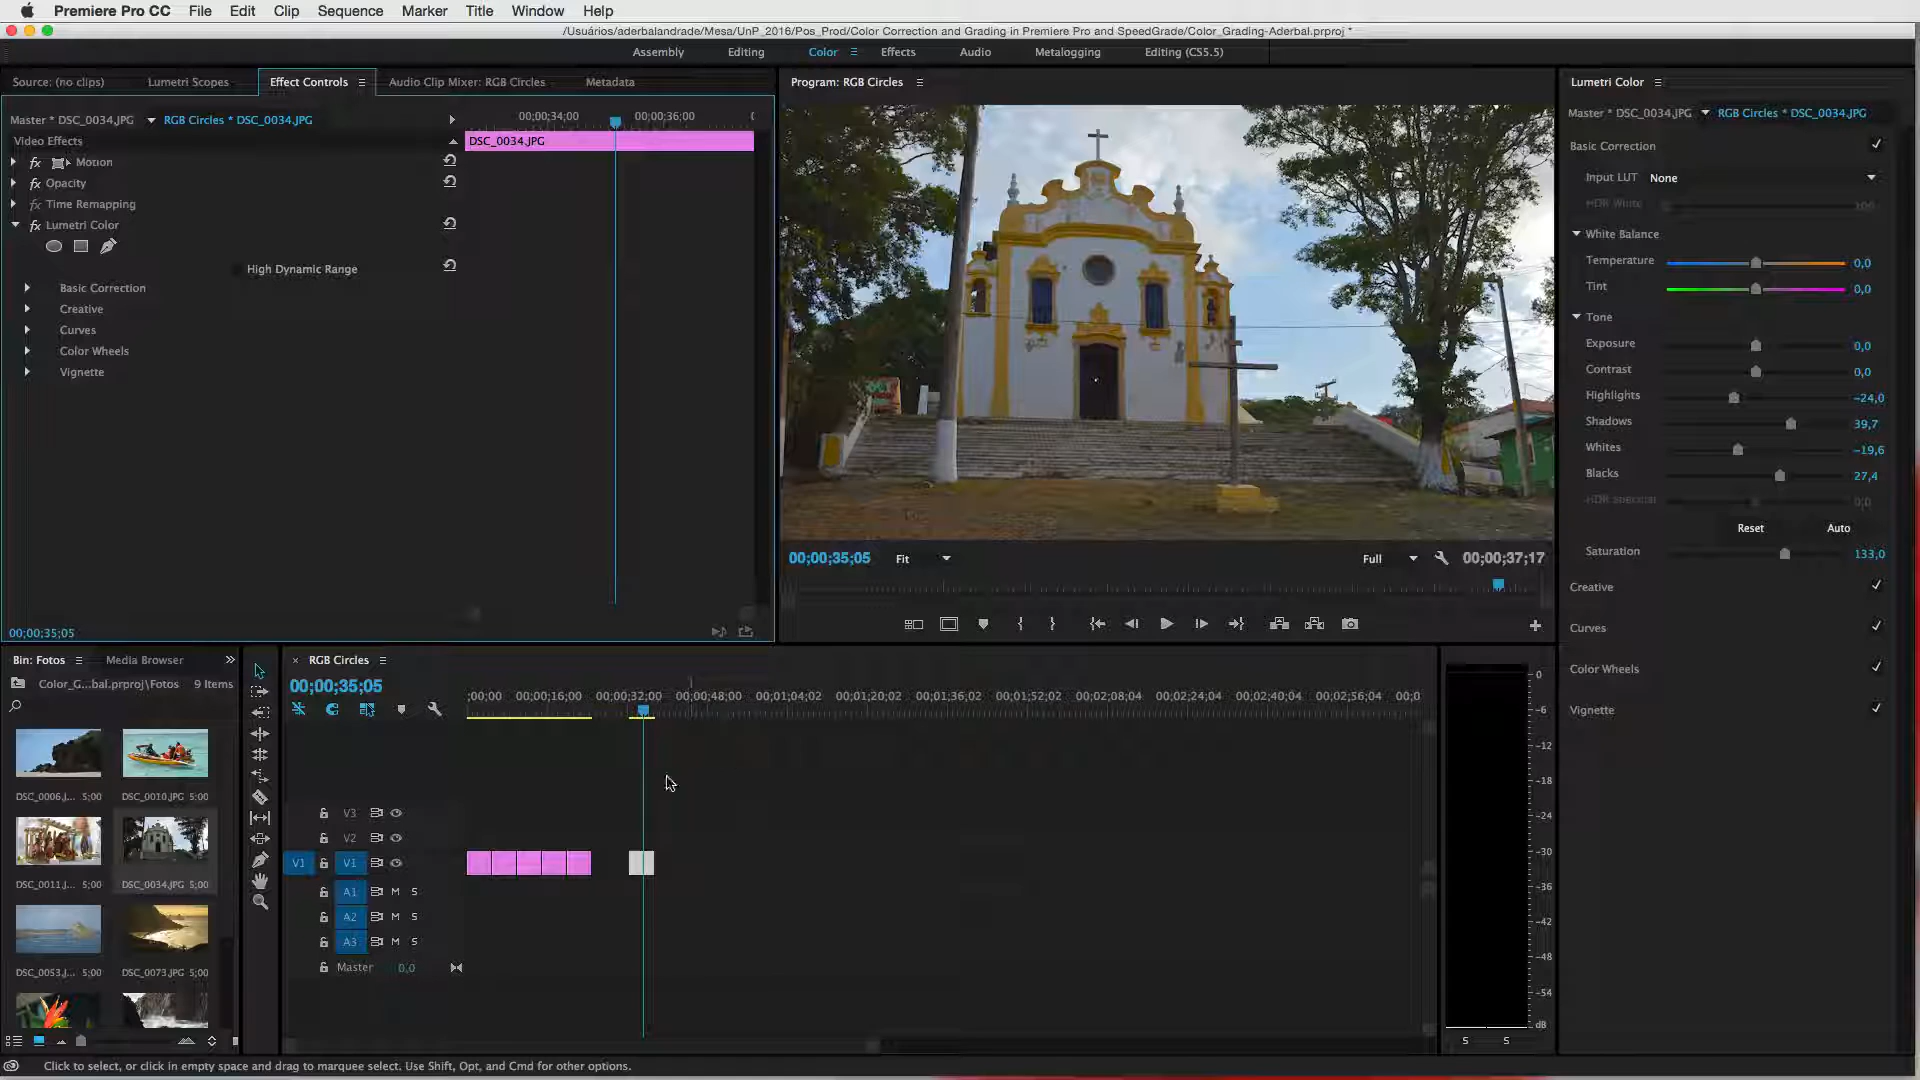 Premiere Pro CC File Edit Clip Sequence Marker Title Window Help
/Usuários/aderbalandrade/Mesa/UnP_2016/Pos_Prod/Color Correction and Grading in Premiere Pro and SpeedGrade/Color_Grading-Aderbal.prproj *
Assembly Editing Color Effects Audio Metalogging Editing (CS5.5)
Source: (no clips) Lumetri Scopes Effect Controls Audio Clip Mixer: RGB Circles Metadata
Master * DSC_0034.JPG RGB Circles * DSC_0034.JPG
00;00;34;00 00;00;36;00
Video Effects
DSC_0034.JPG
fx Motion
fx Opacity
fx Time Remapping
fx Lumetri Color
High Dynamic Range
Basic Correction
Creative
Curves
Color Wheels
Vignette
00;00;35;05
Program: RGB Circles
00;00;35;05 Fit Full 00;00;37;17
Lumetri Color
Master * DSC_0034.JPG RGB Circles * DSC_0034.JPG
Basic Correction
Input LUT None
HDR White 100
White Balance
Temperature 0,0
Tint 0,0
Tone
Exposure 0,0
Contrast 0,0
Highlights -24,0
Shadows 39,7
Whites -19,6
Blacks 27,4
HDR Specular 0,0
Reset Auto
Saturation 133,0
Creative
Curves
Color Wheels
Vignette
Bin: Fotos Media Browser
Color_G...bal.prproj\Fotos 9 Items
DSC_0006.J... 5;00 DSC_0010.JPG 5;00
DSC_0011.J... 5;00 DSC_0034.JPG 5;00
DSC_0053.J... 5;00 DSC_0073.JPG 5;00
RGB Circles
00;00;35;05
;00;00 00;00;16;00 00;00;32;00 00;00;48;00 00;01;04;02 00;01;20;02 00;01;36;02 00;01;52;02 00;02;08;04 00;02;24;04 00;02;40;04 00;02;56;04 00;0
V3
V2
V1 V1
A1 M S
A2 M S
A3 M S
Master 0,0
0
-6
-12
-18
-24
-30
-36
-42
-48
-54
dB
S S
Click to select, or click in empty space and drag to marquee select. Use Shift, Opt, and Cmd for other options.